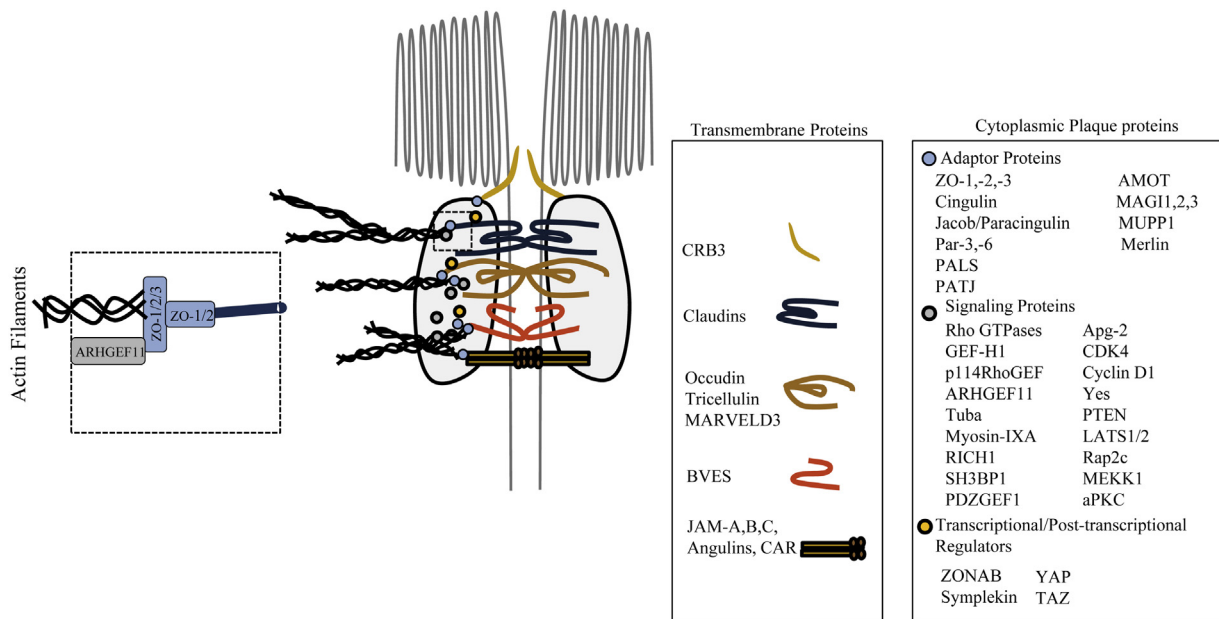 Actin Filaments
ARHGEF11
ZO-1/2/3
ZO-1/2
Transmembrane Proteins
CRB3
Claudins
Occudin
Tricellulin
MARVELD3
BVES
JAM-A,B,C,
Angulins, CAR
Cytoplasmic Plaque proteins
Adaptor Proteins
ZO-1,-2,-3 AMOT
Cingulin MAGI1,2,3
Jacob/Paracingulin MUPP1
Par-3,-6 Merlin
PALS
PATJ
Signaling Proteins
Rho GTPases Apg-2
GEF-H1 CDK4
p114RhoGEF Cyclin D1
ARHGEF11 Yes
Tuba PTEN
Myosin-IXA LATS1/2
RICH1 Rap2c
SH3BP1 MEKK1
PDZGEF1 aPKC
Transcriptional/Post-transcriptional
Regulators
ZONAB YAP
Symplekin TAZ